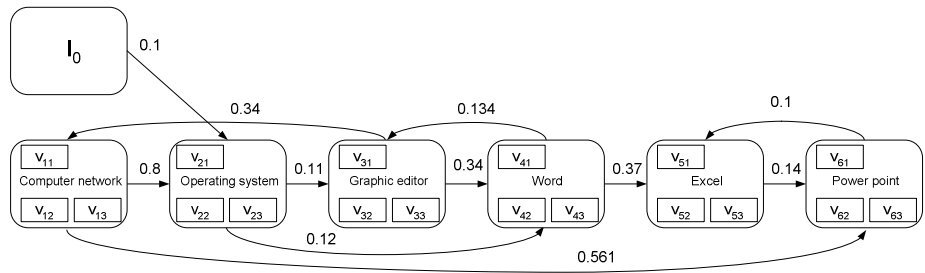 I₀
0.1
0.34
0.134
0.1
v₁₁
v₂₁
v₃₁
v₄₁
v₅₁
v₆₁
Computer network
0.8
Operating system
0.11
Graphic editor
0.34
Word
0.37
Excel
0.14
Power point
v₁₂ v₁₃
v₂₂ v₂₃
v₃₂ v₃₃
v₄₂ v₄₃
v₅₂ v₅₃
v₆₂ v₆₃
0.12
0.561